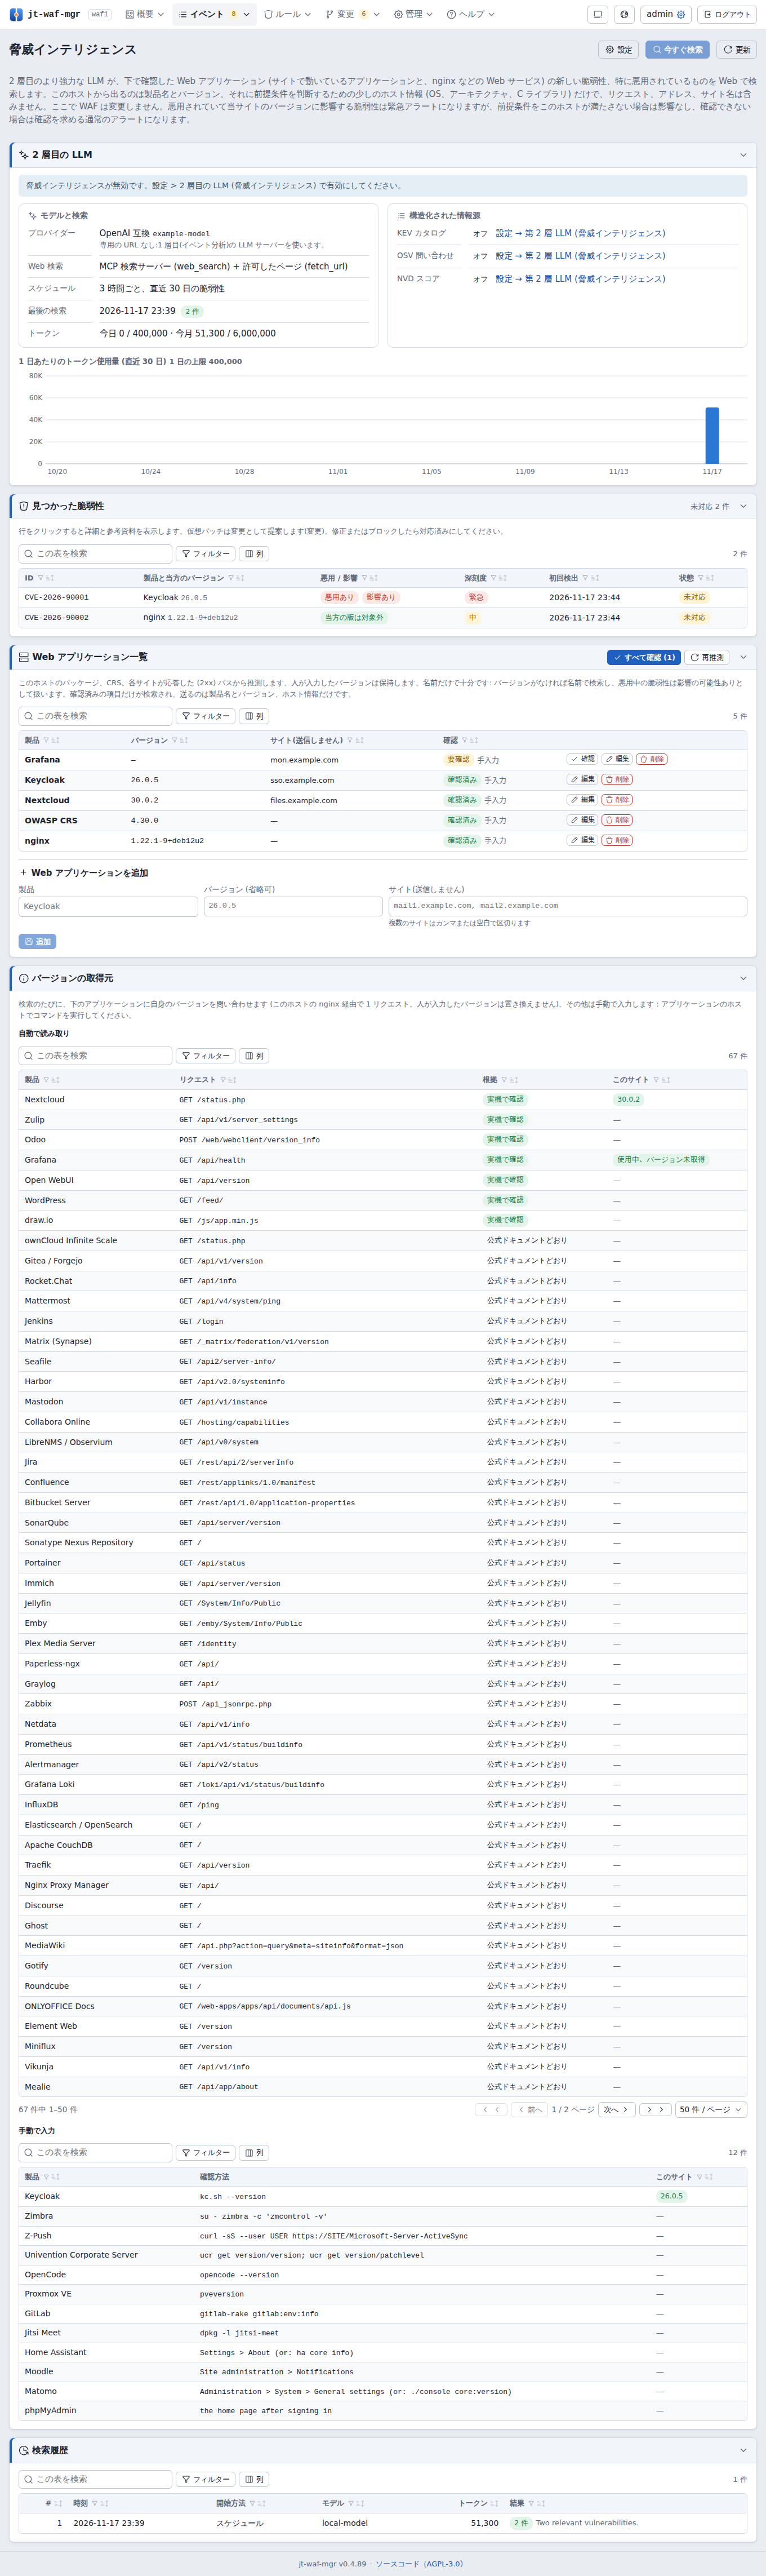 jt-waf-mgr waf1 概要 イベント 8 ルール 変更 6 管理 ヘルプ admin ログアウト
脅威インテリジェンス 設定 今すぐ検索 更新
2 層目のより強力な LLM が、下で確認した Web アプリケーション (サイトで動いているアプリケーションと、nginx などの Web サービス) の新しい脆弱性、特に悪用されているものを Web で検
索します。このホストから出るのは製品名とバージョン、それに前提条件を判断するための少しのホスト情報 (OS、アーキテクチャ、C ライブラリ) だけで、リクエスト、アドレス、サイト名は含
みません。ここで WAF は変更しません。悪用されていて当サイトのバージョンに影響する脆弱性は緊急アラートになりますが、前提条件をこのホストが満たさない場合は影響なし、確認できない
場合は確認を求める通常のアラートになります。
2 層目の LLM
脅威インテリジェンスが無効です。設定 > 2 層目の LLM (脅威インテリジェンス) で有効にしてください。
モデルと検索
プロバイダー OpenAI 互換 example-model
専用の URL なし:1 層目(イベント分析)の LLM サーバーを使います。
Web 検索 MCP 検索サーバー (web_search) + 許可したページ (fetch_url)
スケジュール 3 時間ごと、直近 30 日の脆弱性
最後の検索 2026-11-17 23:39 2 件
トークン 今日 0 / 400,000 · 今月 51,300 / 6,000,000
構造化された情報源
KEV カタログ オフ 設定 → 第 2 層 LLM (脅威インテリジェンス)
OSV 問い合わせ オフ 設定 → 第 2 層 LLM (脅威インテリジェンス)
NVD スコア オフ 設定 → 第 2 層 LLM (脅威インテリジェンス)
1 日あたりのトークン使用量 (直近 30 日) 1 日の上限 400,000
80K
60K
40K
20K
0
10/20 10/24 10/28 11/01 11/05 11/09 11/13 11/17
見つかった脆弱性 未対応 2 件
行をクリックすると詳細と参考資料を表示します。仮想パッチは変更として提案します(変更)。修正またはブロックしたら対応済みにしてください。
この表を検索 フィルター 列 2 件
ID 製品と当方のバージョン 悪用 / 影響 深刻度 初回検出 状態
CVE-2026-90001 Keycloak 26.0.5 悪用あり 影響あり 緊急 2026-11-17 23:44 未対応
CVE-2026-90002 nginx 1.22.1-9+deb12u2 当方の版は対象外 中 2026-11-17 23:44 未対応
Web アプリケーション一覧 すべて確認 (1) 再推測
このホストのパッケージ、CRS、各サイトが応答した (2xx) パスから推測します。人が入力したバージョンは保持します。名前だけで十分です: バージョンがなければ名前で検索し、悪用中の脆弱性は影響の可能性ありと
して扱います。確認済みの項目だけが検索され、送るのは製品名とバージョン、ホスト情報だけです。
この表を検索 フィルター 列 5 件
製品 バージョン サイト(送信しません) 確認
Grafana — mon.example.com 要確認 手入力 確認 編集 削除
Keycloak 26.0.5 sso.example.com 確認済み 手入力 編集 削除
Nextcloud 30.0.2 files.example.com 確認済み 手入力 編集 削除
OWASP CRS 4.30.0 — 確認済み 手入力 編集 削除
nginx 1.22.1-9+deb12u2 — 確認済み 手入力 編集 削除
Web アプリケーションを追加
製品 バージョン (省略可) サイト(送信しません)
Keycloak 26.0.5 mail1.example.com, mail2.example.com
複数のサイトはカンマまたは空白で区切ります
追加
バージョンの取得元
検索のたびに、下のアプリケーションに自身のバージョンを問い合わせます (このホストの nginx 経由で 1 リクエスト。人が入力したバージョンは置き換えません)。その他は手動で入力します：アプリケーションのホス
トでコマンドを実行してください。
自動で読み取り
この表を検索 フィルター 列 67 件
製品 リクエスト 根拠 このサイト
Nextcloud GET /status.php 実機で確認 30.0.2
Zulip GET /api/v1/server_settings 実機で確認 —
Odoo POST /web/webclient/version_info 実機で確認 —
Grafana GET /api/health 実機で確認 使用中、バージョン未取得
Open WebUI GET /api/version 実機で確認 —
WordPress GET /feed/ 実機で確認 —
draw.io GET /js/app.min.js 実機で確認 —
ownCloud Infinite Scale GET /status.php 公式ドキュメントどおり —
Gitea / Forgejo GET /api/v1/version 公式ドキュメントどおり —
Rocket.Chat GET /api/info 公式ドキュメントどおり —
Mattermost GET /api/v4/system/ping 公式ドキュメントどおり —
Jenkins GET /login 公式ドキュメントどおり —
Matrix (Synapse) GET /_matrix/federation/v1/version 公式ドキュメントどおり —
Seafile GET /api2/server-info/ 公式ドキュメントどおり —
Harbor GET /api/v2.0/systeminfo 公式ドキュメントどおり —
Mastodon GET /api/v1/instance 公式ドキュメントどおり —
Collabora Online GET /hosting/capabilities 公式ドキュメントどおり —
LibreNMS / Observium GET /api/v0/system 公式ドキュメントどおり —
Jira GET /rest/api/2/serverInfo 公式ドキュメントどおり —
Confluence GET /rest/applinks/1.0/manifest 公式ドキュメントどおり —
Bitbucket Server GET /rest/api/1.0/application-properties 公式ドキュメントどおり —
SonarQube GET /api/server/version 公式ドキュメントどおり —
Sonatype Nexus Repository GET / 公式ドキュメントどおり —
Portainer GET /api/status 公式ドキュメントどおり —
Immich GET /api/server/version 公式ドキュメントどおり —
Jellyfin GET /System/Info/Public 公式ドキュメントどおり —
Emby GET /emby/System/Info/Public 公式ドキュメントどおり —
Plex Media Server GET /identity 公式ドキュメントどおり —
Paperless-ngx GET /api/ 公式ドキュメントどおり —
Graylog GET /api/ 公式ドキュメントどおり —
Zabbix POST /api_jsonrpc.php 公式ドキュメントどおり —
Netdata GET /api/v1/info 公式ドキュメントどおり —
Prometheus GET /api/v1/status/buildinfo 公式ドキュメントどおり —
Alertmanager GET /api/v2/status 公式ドキュメントどおり —
Grafana Loki GET /loki/api/v1/status/buildinfo 公式ドキュメントどおり —
InfluxDB GET /ping 公式ドキュメントどおり —
Elasticsearch / OpenSearch GET / 公式ドキュメントどおり —
Apache CouchDB GET / 公式ドキュメントどおり —
Traefik GET /api/version 公式ドキュメントどおり —
Nginx Proxy Manager GET /api/ 公式ドキュメントどおり —
Discourse GET / 公式ドキュメントどおり —
Ghost GET / 公式ドキュメントどおり —
MediaWiki GET /api.php?action=query&meta=siteinfo&format=json 公式ドキュメントどおり —
Gotify GET /version 公式ドキュメントどおり —
Roundcube GET / 公式ドキュメントどおり —
ONLYOFFICE Docs GET /web-apps/apps/api/documents/api.js 公式ドキュメントどおり —
Element Web GET /version 公式ドキュメントどおり —
Miniflux GET /version 公式ドキュメントどおり —
Vikunja GET /api/v1/info 公式ドキュメントどおり —
Mealie GET /api/app/about 公式ドキュメントどおり —
67 件中 1–50 件 前へ 1 / 2 ページ 次へ 50 件 / ページ
手動で入力
この表を検索 フィルター 列 12 件
製品 確認方法 このサイト
Keycloak kc.sh --version 26.0.5
Zimbra su - zimbra -c 'zmcontrol -v' —
Z-Push curl -sS --user USER https://SITE/Microsoft-Server-ActiveSync —
Univention Corporate Server ucr get version/version; ucr get version/patchlevel —
OpenCode opencode --version —
Proxmox VE pveversion —
GitLab gitlab-rake gitlab:env:info —
Jitsi Meet dpkg -l jitsi-meet —
Home Assistant Settings > About (or: ha core info) —
Moodle Site administration > Notifications —
Matomo Administration > System > General settings (or: ./console core:version) —
phpMyAdmin the home page after signing in —
検索履歴
この表を検索 フィルター 列 1 件
# 時刻 開始方法 モデル トークン 結果
1 2026-11-17 23:39 スケジュール local-model 51,300 2 件 Two relevant vulnerabilities.
jt-waf-mgr v0.4.89 · ソースコード（AGPL-3.0）